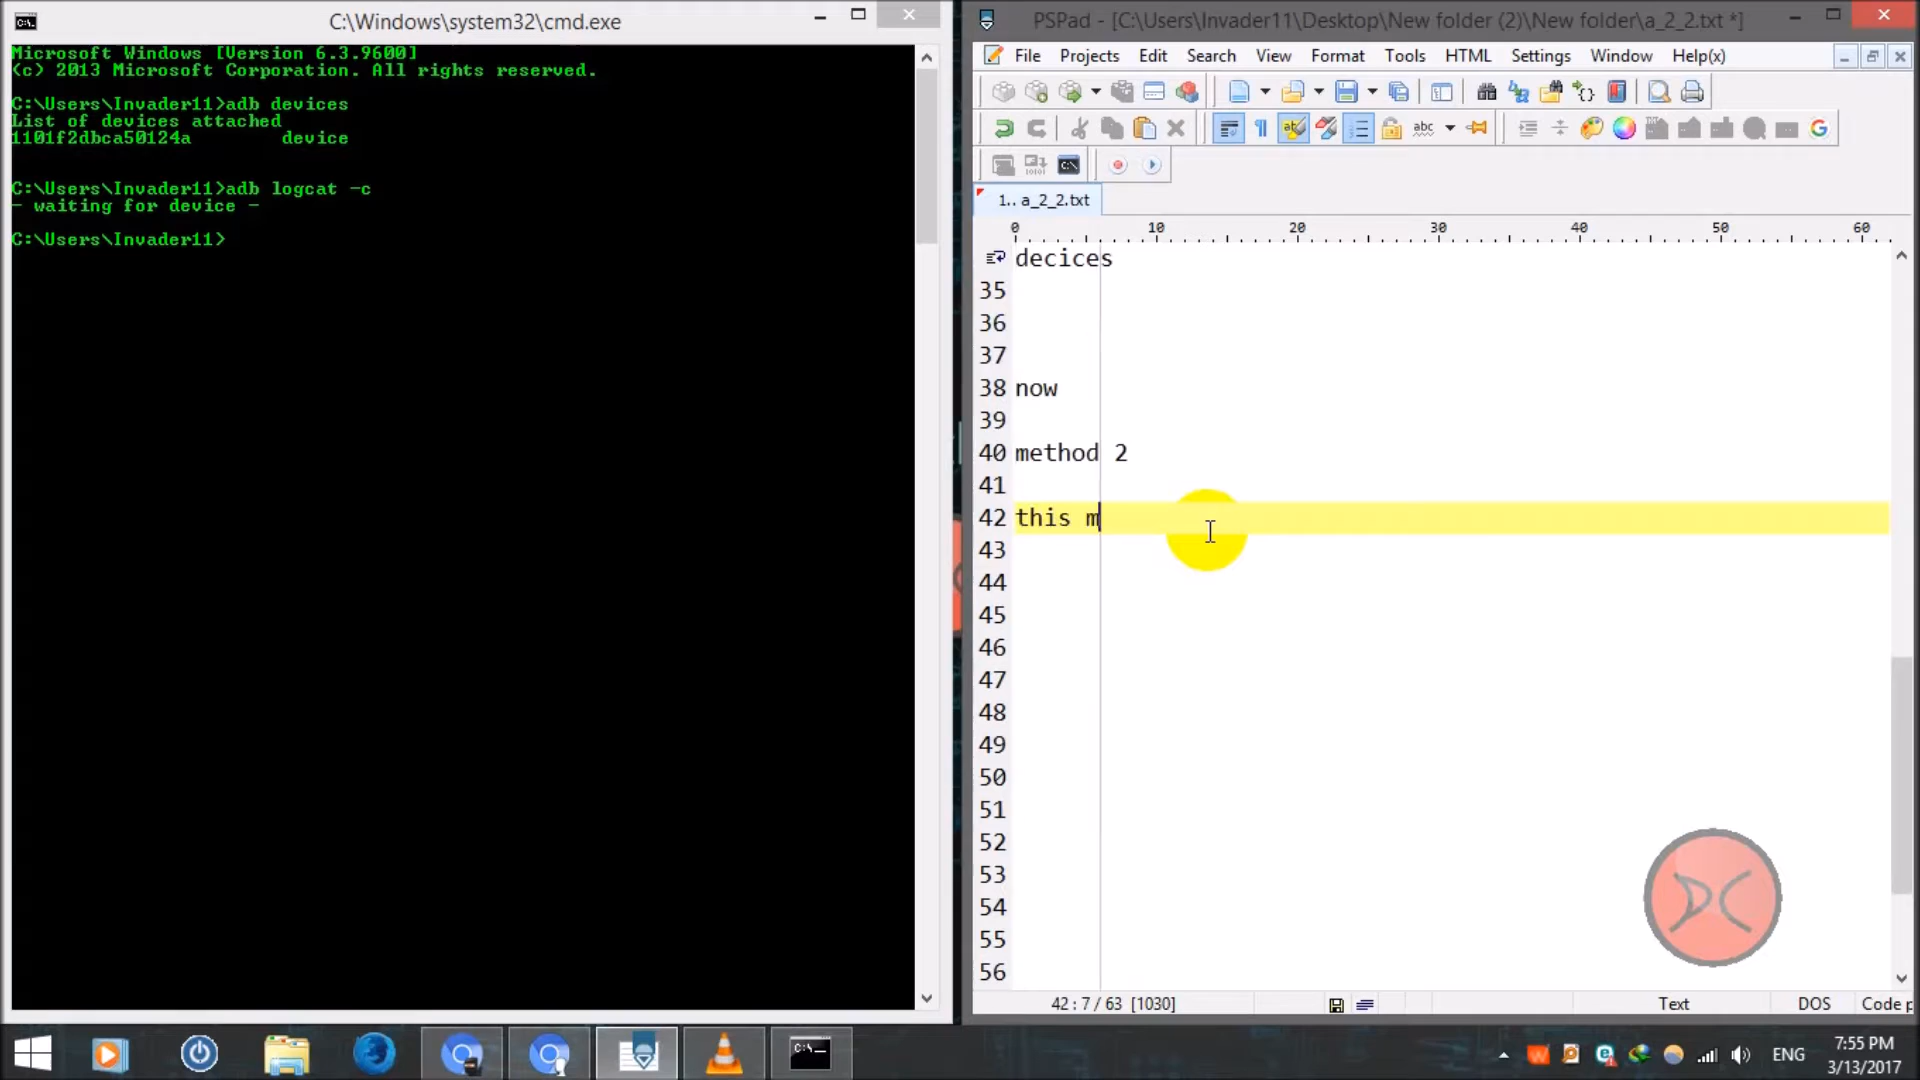 C:\Windows\system32\cmd.exe
Microsoft Windows [Version 6.3.9600]
(c) 2013 Microsoft Corporation. All rights reserved.
C:\Users\Invader11>adb devices
List of devices attached
1101f2dbca50124a device
C:\Users\Invader11>adb logcat -c
- waiting for device -
C:\Users\Invader11>
PSPad - [C:\Users\Invader11\Desktop\New folder (2)\New folder\a_2_2.txt *]
File Projects Edit Search View Format Tools HTML Settings Window Help(x)
1.. a_2_2.txt
0 10 20 30 40 50 60
decices
35
36
37
38 now
39
40 method 2
41
42 this m
43
44
45
46
47
48
49
50
51
52
53
54
55
56
DC
42 : 7 / 63 [1030] Text DOS Code p
ENG
7:55 PM
3/13/2017